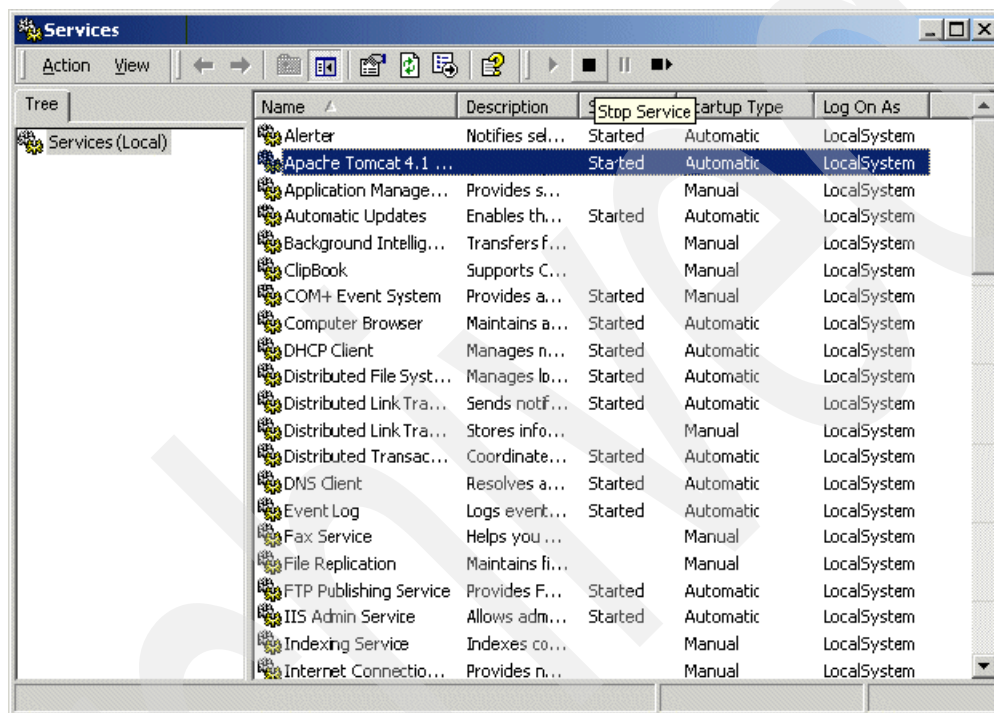 Services
Action View
Tree
Name Description S Startup Type Log On As
Stop Service
Services (Local)
Alerter Notifies sel... Started Automatic LocalSystem
Apache Tomcat 4.1 ... Started Automatic LocalSystem
Application Manage... Provides s... Manual LocalSystem
Automatic Updates Enables th... Started Automatic LocalSystem
Background Intellig... Transfers f... Manual LocalSystem
ClipBook Supports C... Manual LocalSystem
COM+ Event System Provides a... Started Manual LocalSystem
Computer Browser Maintains a... Started Automatic LocalSystem
DHCP Client Manages n... Started Automatic LocalSystem
Distributed File Syst... Manages lo... Started Automatic LocalSystem
Distributed Link Tra... Sends notif... Started Automatic LocalSystem
Distributed Link Tra... Stores info... Manual LocalSystem
Distributed Transac... Coordinate... Started Automatic LocalSystem
DNS Client Resolves a... Started Automatic LocalSystem
Event Log Logs event... Started Automatic LocalSystem
Fax Service Helps you ... Manual LocalSystem
File Replication Maintains fi... Manual LocalSystem
FTP Publishing Service Provides F... Started Automatic LocalSystem
IIS Admin Service Allows adm... Started Automatic LocalSystem
Indexing Service Indexes co... Manual LocalSystem
Internet Connectio... Provides n... Manual LocalSystem